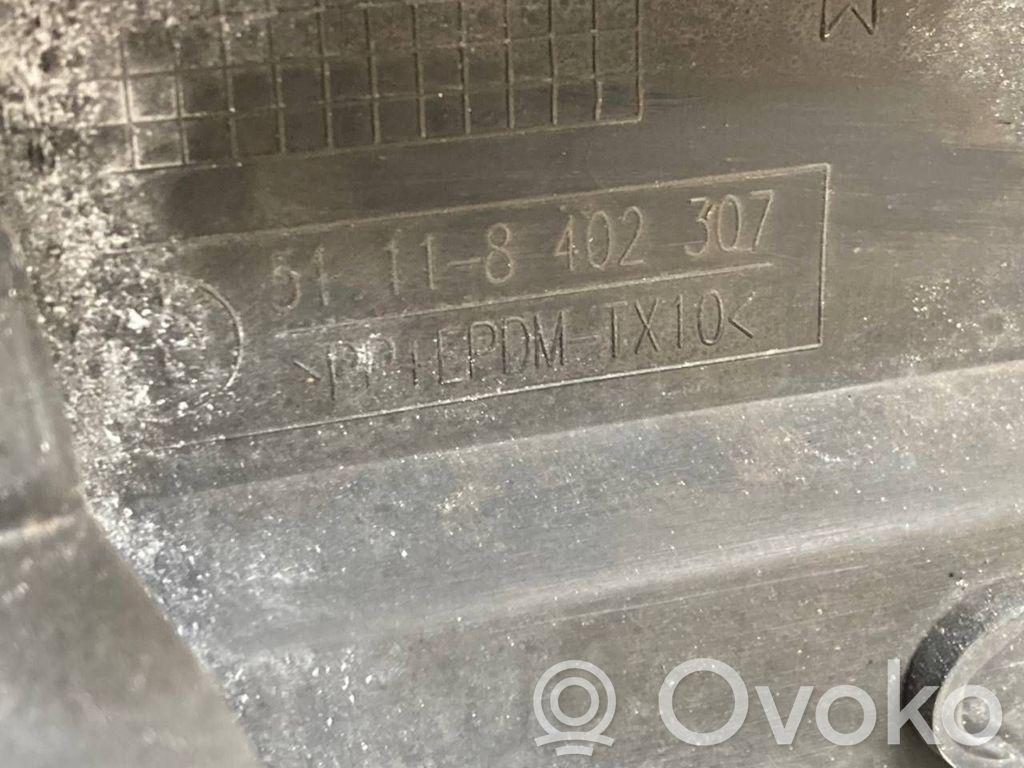 51 11-8 402 307
>PP+EPDM-TX10<
Ovoko